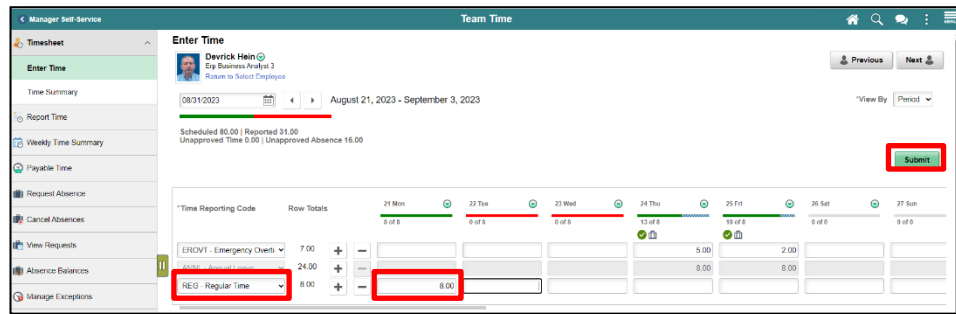 Manager Self-Service
Team Time
Timesheet
Enter Time
Time Summary
Report Time
Weekly Time Summary
Payable Time
Request Absence
Cancel Absences
View Requests
Absence Balances
Manage Exceptions
Enter Time
Devrick Hein
Erp Business Analyst 3
Return to Select Employee
Previous
Next
08/31/2023
August 21, 2023 - September 3, 2023
*View By Period
Scheduled 80.00 | Reported 31.00
Unapproved Time 0.00 | Unapproved Absence 16.00
Submit
*Time Reporting Code Row Totals 21 Mon 22 Tue 23 Wed 24 Thu 25 Fri 26 Sat 27 Sun
8 of 8 0 of 8 0 of 8 13 of 8 10 of 8 0 of 0 0 of 0
EROVT - Emergency Overti 7.00 + - 5.00 2.00
ANNL - Annual Leave 24.00 + - 8.00 8.00
REG - Regular Time 8.00 + - 8.00